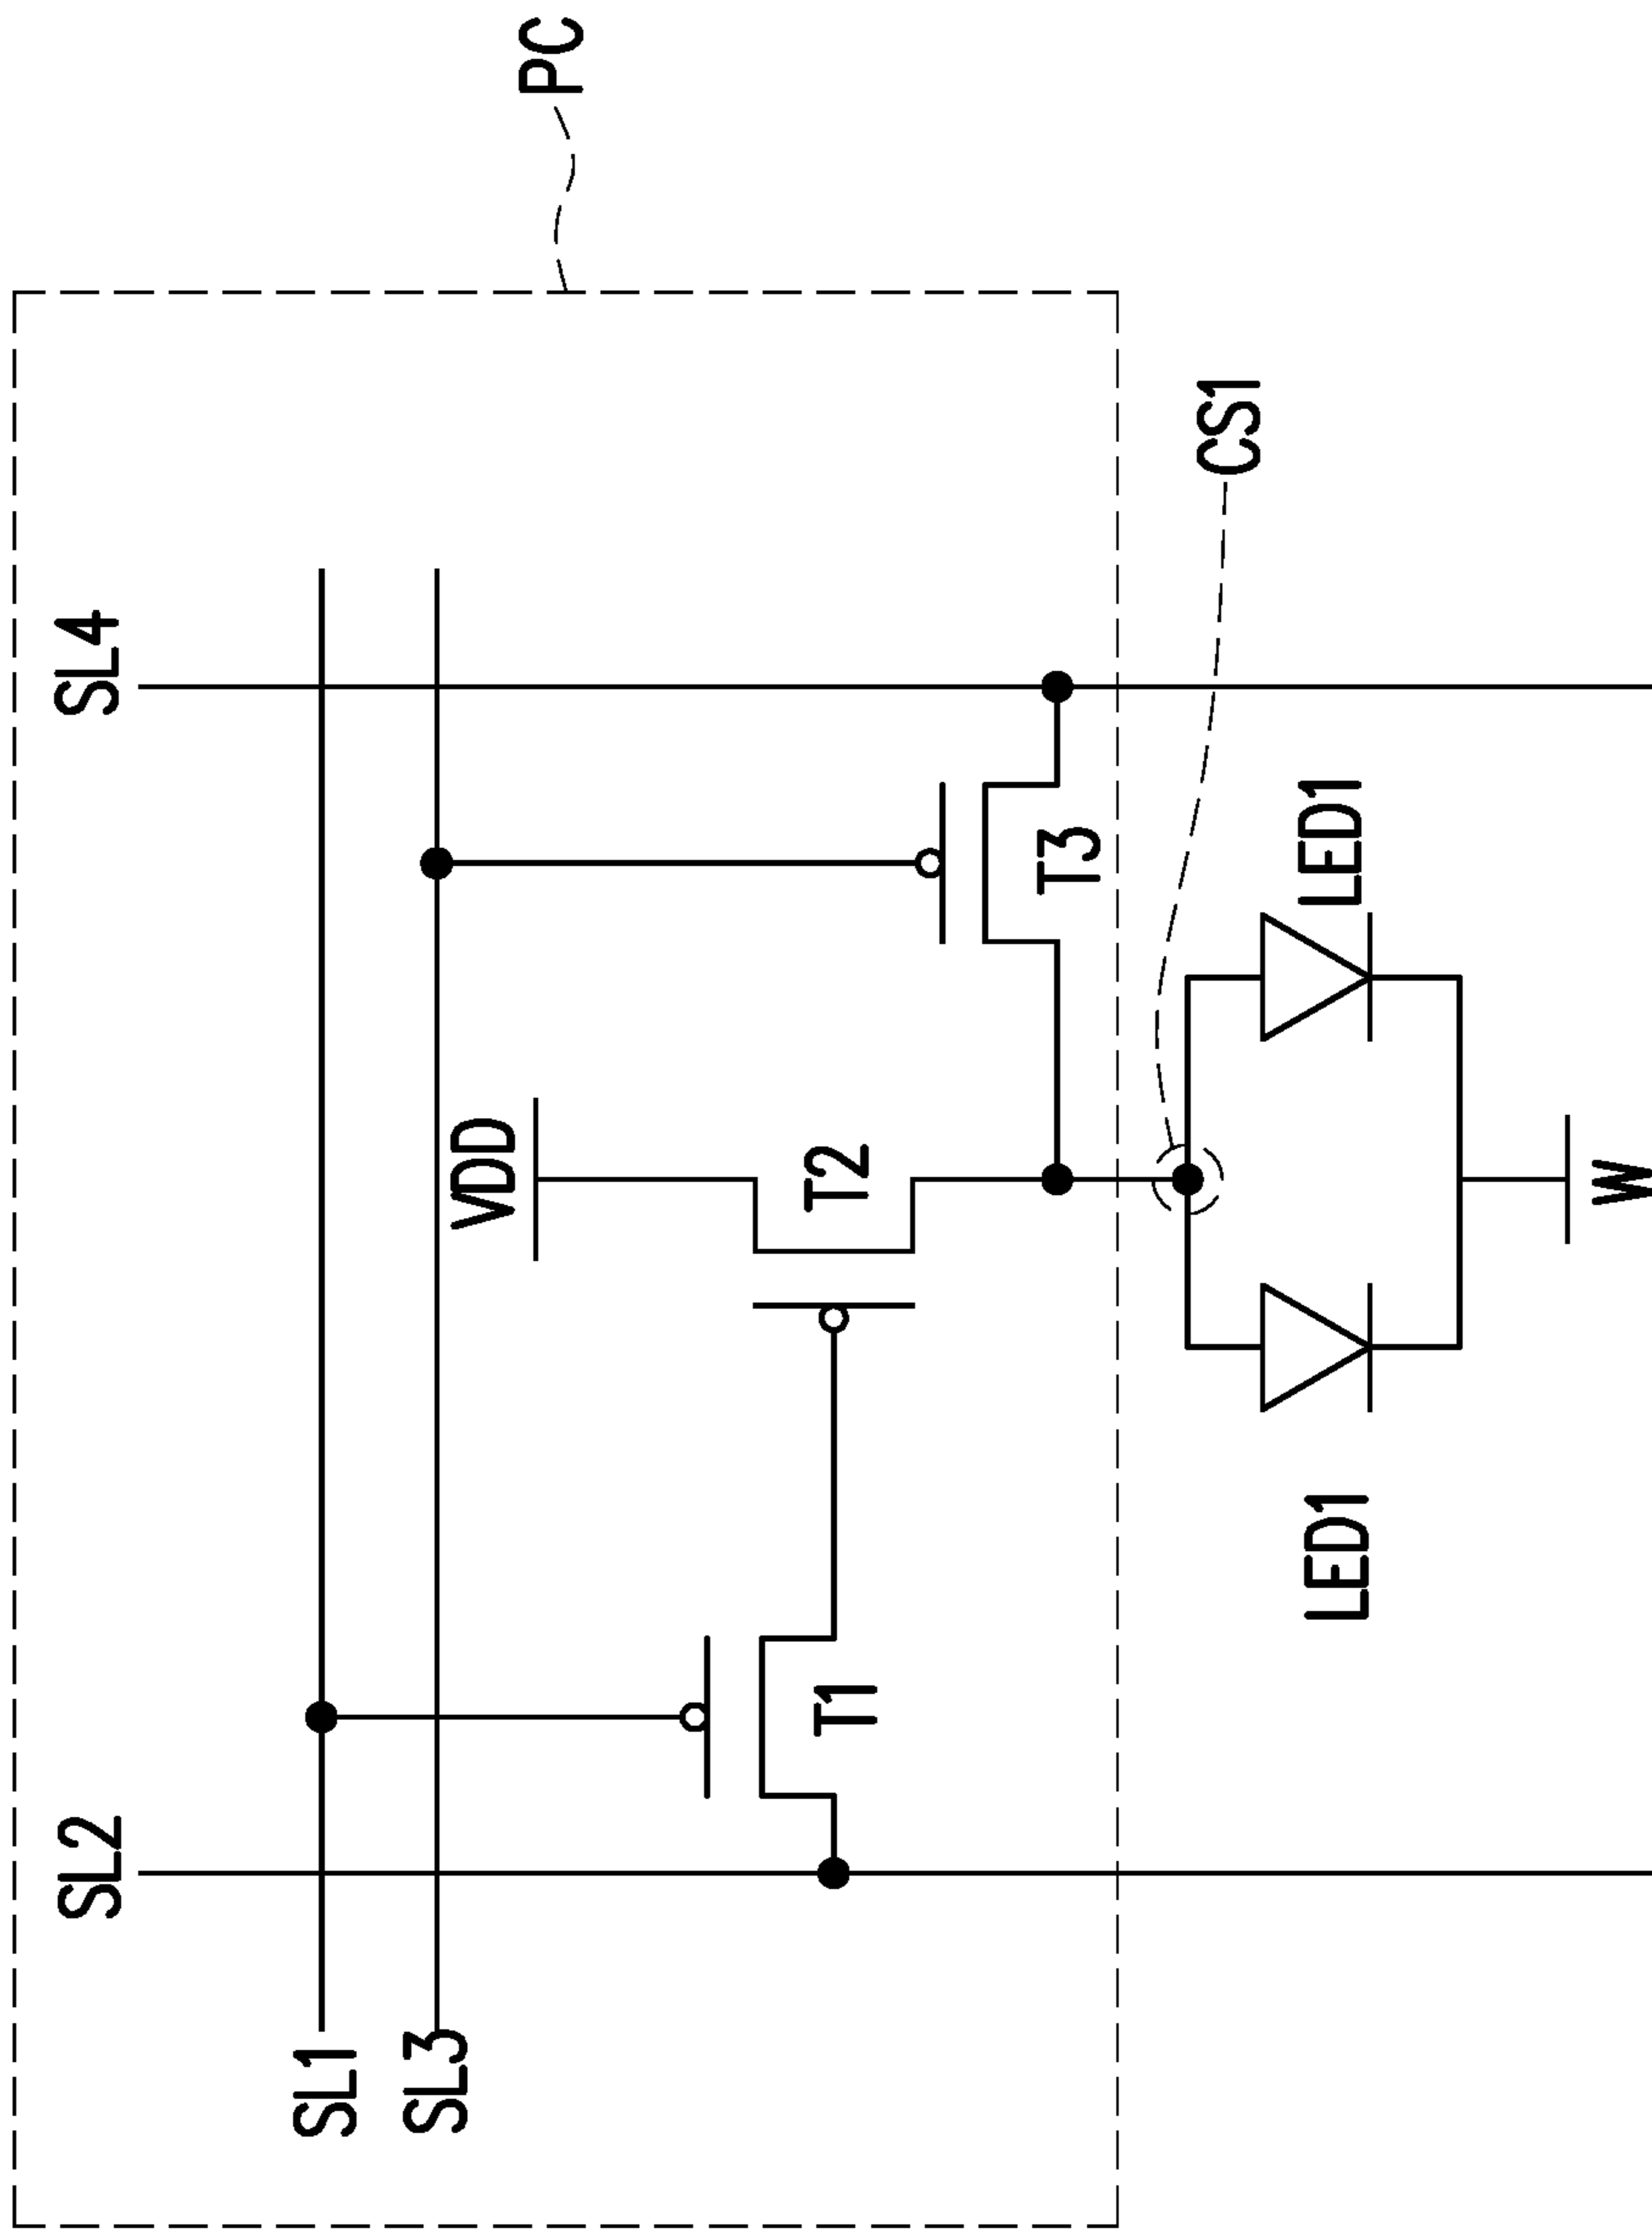 SL2
SL4
SL1
SL3
VDD
PC
T1
T2
T3
CS1
LED1
LED1
W